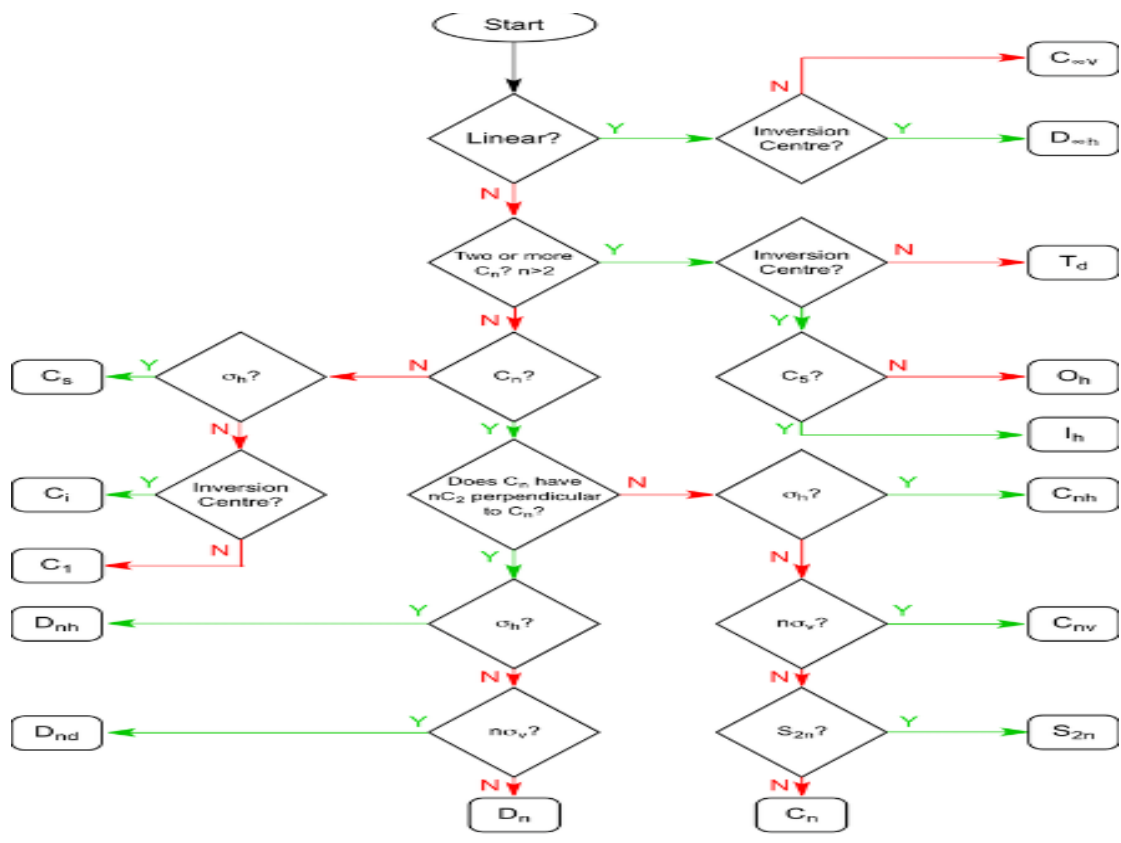 Start
N
C∞v
Linear?
Y
Inversion
Centre?
Y
D∞h
N
Two or more
Cn? n>2
Y
Inversion
Centre?
N
Td
N
Y
Cs
Y
σh?
N
Cn?
C5?
N
Oh
N
Y
Y
Ih
Ci
Y
Inversion
Centre?
Does Cn have
nC2 perpendicular
to Cn?
N
σh?
Y
Cnh
C1
N
Y
N
Dnh
Y
σh?
nσv?
Y
Cnv
N
N
Dnd
Y
nσv?
S2n?
Y
S2n
N
N
Dn
Cn